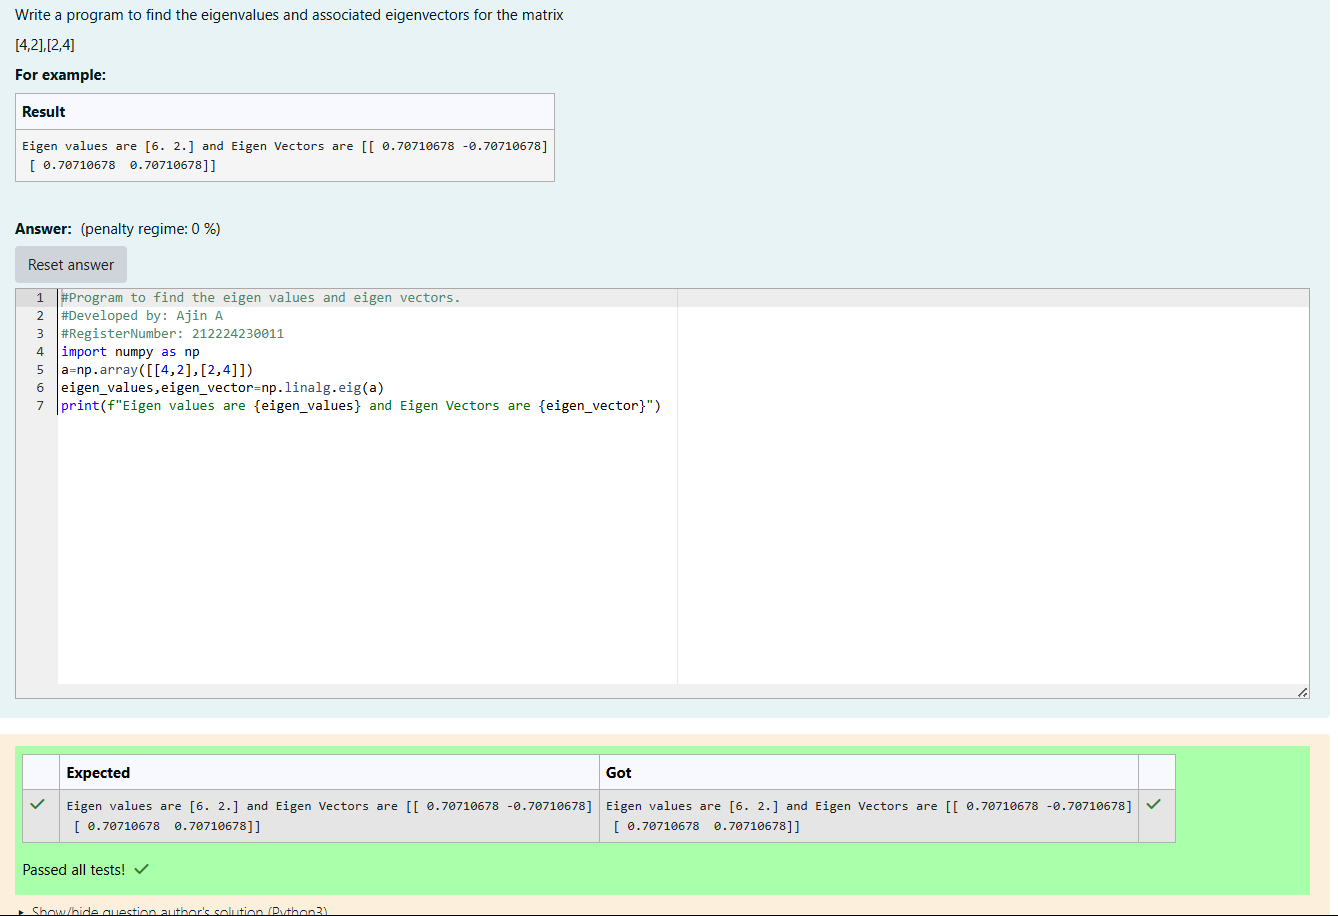 Write a program to find the eigenvalues and associated eigenvectors for the matrix
[4,2],[2,4]
For example:
Result
Eigen values are [6. 2.] and Eigen Vectors are [[ 0.70710678 -0.70710678]
 [ 0.70710678  0.70710678]]
Answer: (penalty regime: 0 %)
Reset answer
1 #Program to find the eigen values and eigen vectors.
2 #Developed by: Ajin A
3 #RegisterNumber: 212224230011
4 import numpy as np
5 a=np.array([[4,2],[2,4]])
6 eigen_values,eigen_vector=np.linalg.eig(a)
7 print(f"Eigen values are {eigen_values} and Eigen Vectors are {eigen_vector}")
Expected Got
Eigen values are [6. 2.] and Eigen Vectors are [[ 0.70710678 -0.70710678] Eigen values are [6. 2.] and Eigen Vectors are [[ 0.70710678 -0.70710678]
 [ 0.70710678  0.70710678]] [ 0.70710678  0.70710678]]
Passed all tests!
Show/hide question author's solution (Python3)